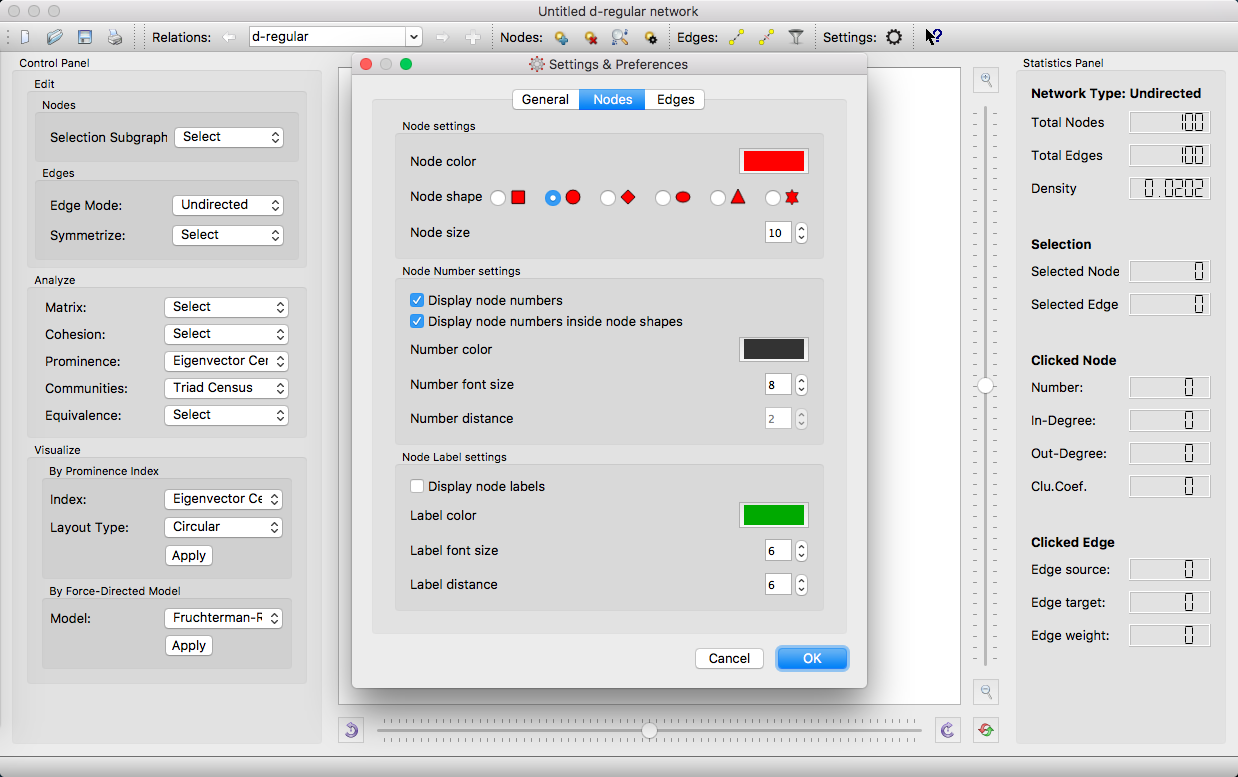 Untitled d-regular network
Relations: d-regular Nodes: Edges: Settings:
Control Panel
Edit
Nodes
Selection Subgraph Select
Edges
Edge Mode: Undirected
Symmetrize: Select
Analyze
Matrix: Select
Cohesion: Select
Prominence: Eigenvector Cer
Communities: Triad Census
Equivalence: Select
Visualize
By Prominence Index
Index: Eigenvector Ce
Layout Type: Circular
Apply
By Force-Directed Model
Model: Fruchterman-R
Apply
Settings & Preferences
General Nodes Edges
Node settings
Node color
Node shape
Node size 10
Node Number settings
Display node numbers
Display node numbers inside node shapes
Number color
Number font size 8
Number distance 2
Node Label settings
Display node labels
Label color
Label font size 6
Label distance 6
Cancel OK
Statistics Panel
Network Type: Undirected
Total Nodes 100
Total Edges 100
Density 0.0202
Selection
Selected Node 0
Selected Edge 0
Clicked Node
Number: 0
In-Degree: 0
Out-Degree: 0
Clu.Coef. 0
Clicked Edge
Edge source: 0
Edge target: 0
Edge weight: 0